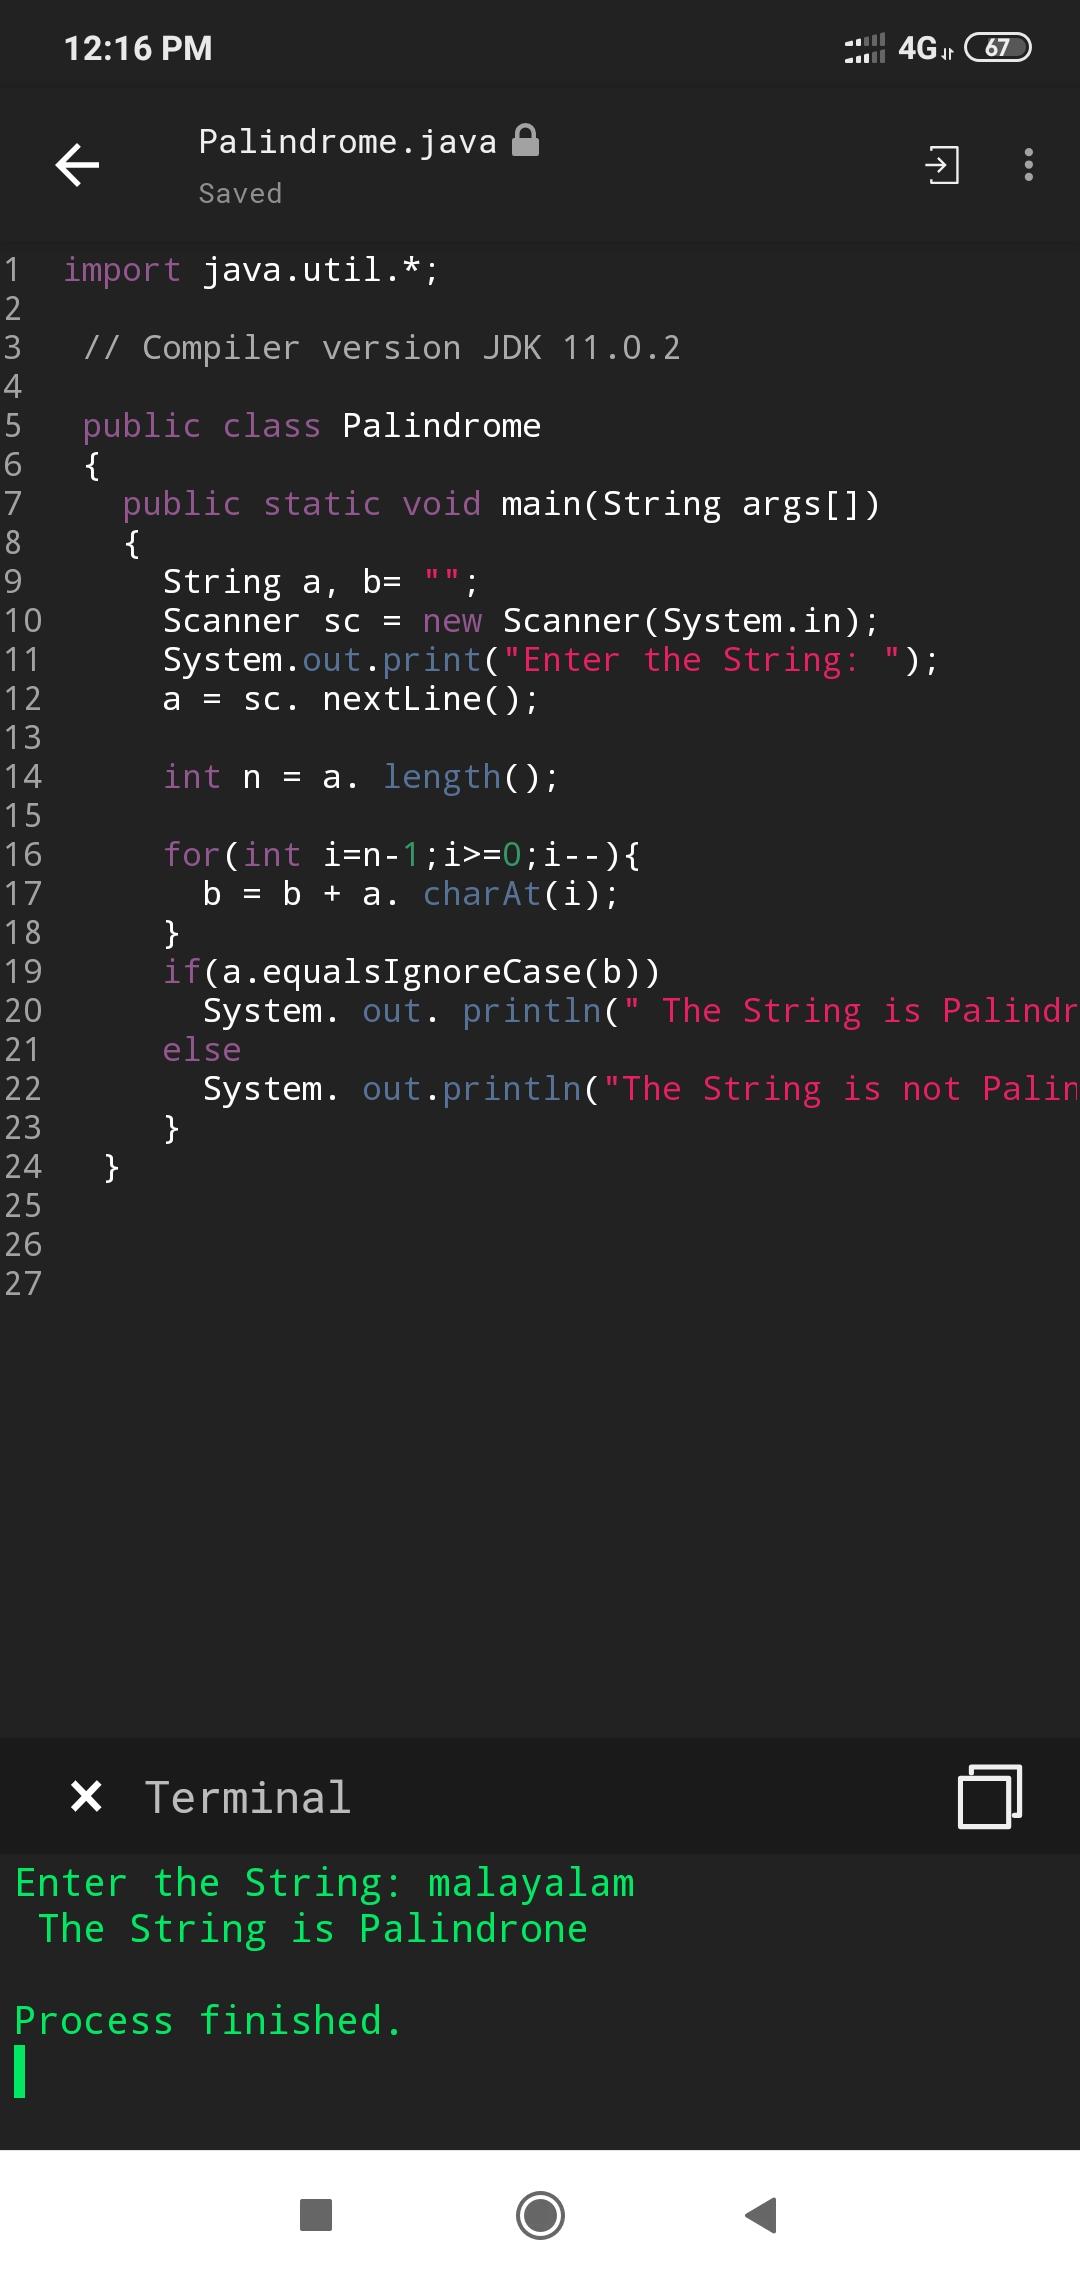 12:16 PM 4G 67
Palindrome.java
Saved
1 import java.util.*;
2
3 // Compiler version JDK 11.0.2
4
5 public class Palindrome
6 {
7 public static void main(String args[])
8 {
9 String a, b= "";
10 Scanner sc = new Scanner(System.in);
11 System.out.print("Enter the String: ");
12 a = sc. nextLine();
13
14 int n = a. length();
15
16 for(int i=n-1;i>=0;i--){
17 b = b + a. charAt(i);
18 }
19 if(a.equalsIgnoreCase(b))
20 System. out. println(" The String is Palindr
21 else
22 System. out.println("The String is not Palin
23 }
24 }
25
26
27
Terminal
Enter the String: malayalam
The String is Palindrone
Process finished.